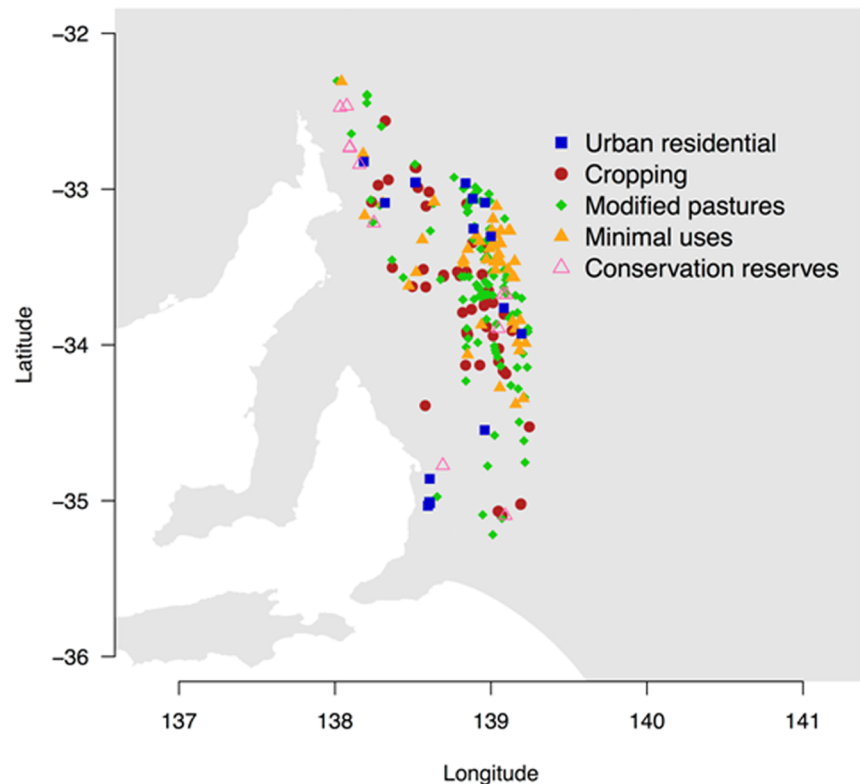 −32
−33
−34
−35
−36
Latitude
Urban residential
Cropping
Modified pastures
Minimal uses
Conservation reserves
137 138 139 140 141
Longitude